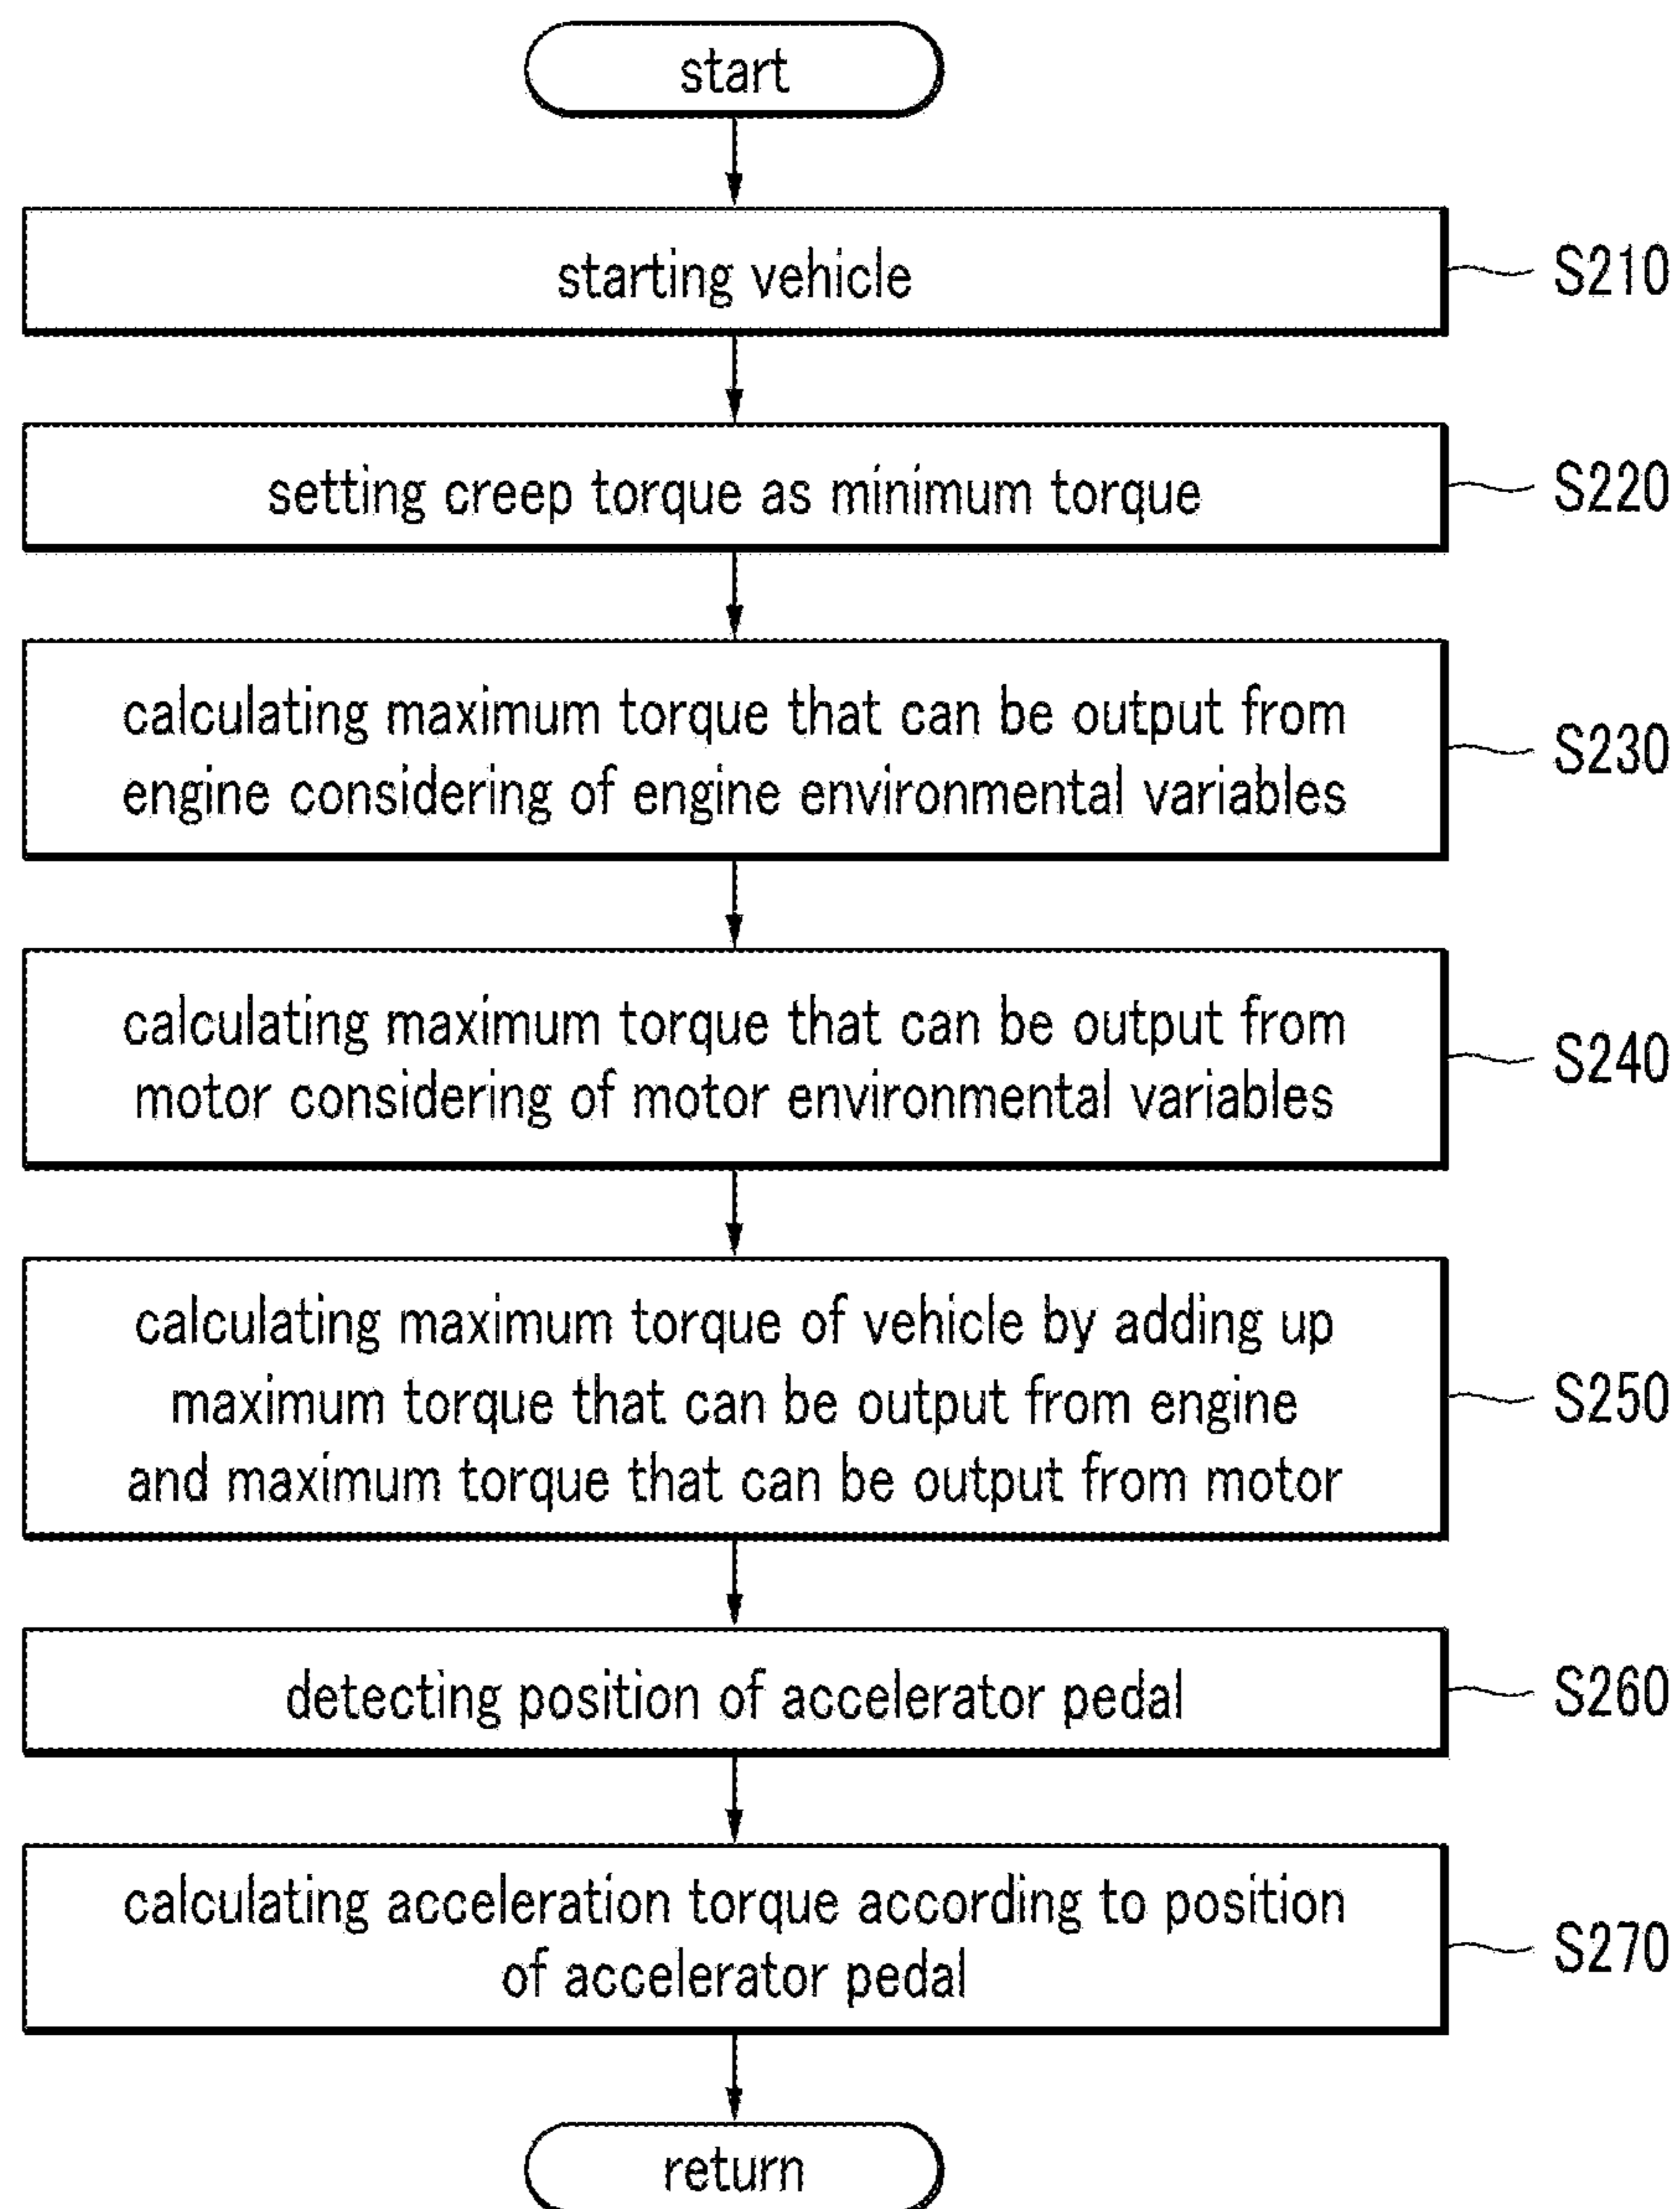 start
starting vehicle
S210
setting creep torque as minimum torque
S220
calculating maximum torque that can be output from
engine considering of engine environmental variables
S230
calculating maximum torque that can be output from
motor considering of motor environmental variables
S240
calculating maximum torque of vehicle by adding up
maximum torque that can be output from engine
and maximum torque that can be output from motor
S250
detecting position of accelerator pedal
S260
calculating acceleration torque according to position
of accelerator pedal
S270
return